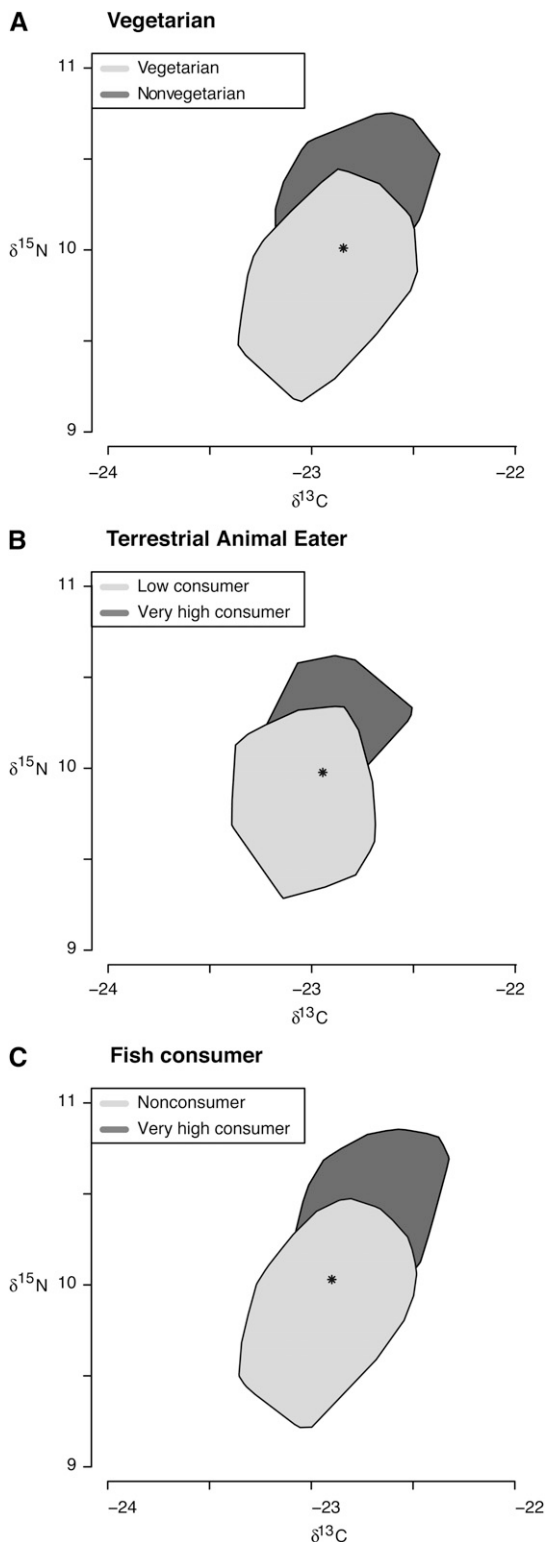 A Vegetarian
11
Vegetarian
Nonvegetarian
δ15N 10
*
9
−24 −23 −22
δ13C
B Terrestrial Animal Eater
11
Low consumer
Very high consumer
δ15N 10
*
9
−24 −23 −22
δ13C
C Fish consumer
11
Nonconsumer
Very high consumer
δ15N 10
*
9
−24 −23 −22
δ13C